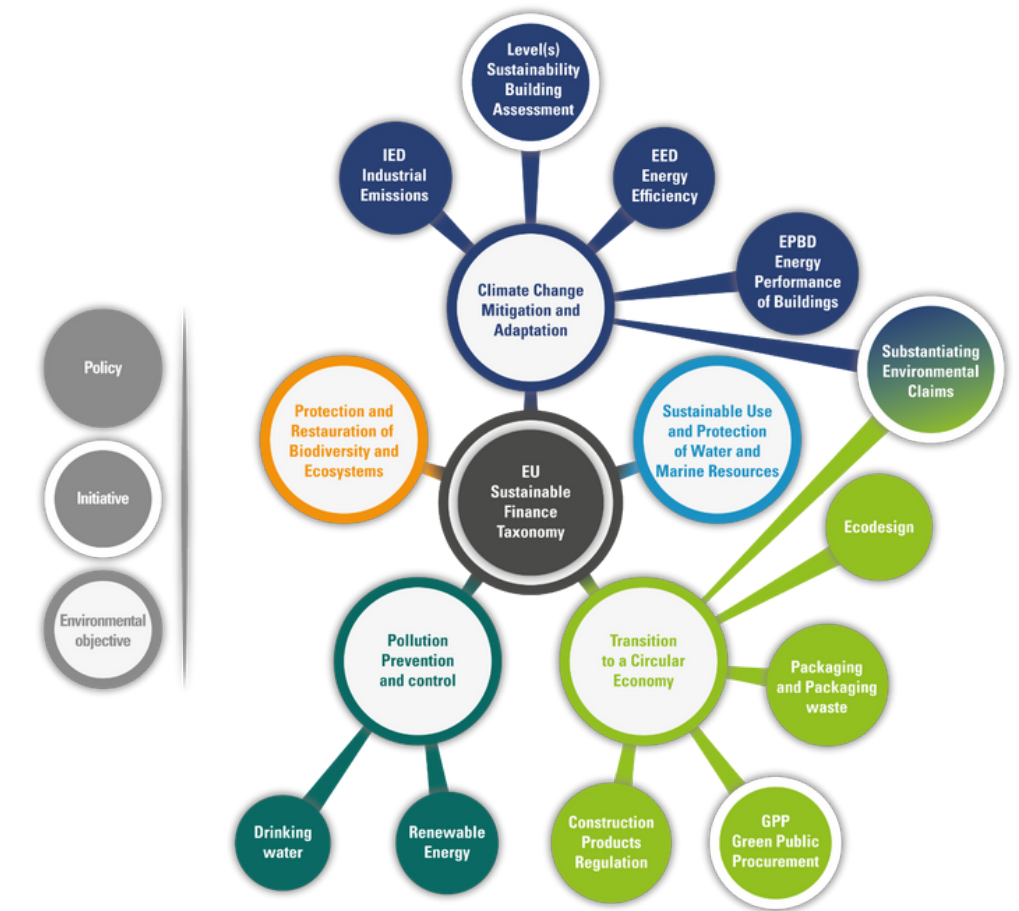 Level(s)
Sustainability
Building
Assessment
IED
Industrial
Emissions
EED
Energy
Efficiency
EPBD
Energy
Performance
of Buildings
Climate Change
Mitigation and
Adaptation
Substantiating
Environmental
Claims
Policy
Initiative
Environmental
objective
Protection and
Restauration of
Biodiversity and
Ecosystems
Sustainable Use
and Protection
of Water and
Marine Resources
EU
Sustainable
Finance
Taxonomy
Ecodesign
Pollution
Prevention
and control
Transition
to a Circular
Economy
Packaging
and Packaging
waste
Drinking
water
Renewable
Energy
Construction
Products
Regulation
GPP
Green Public
Procurement